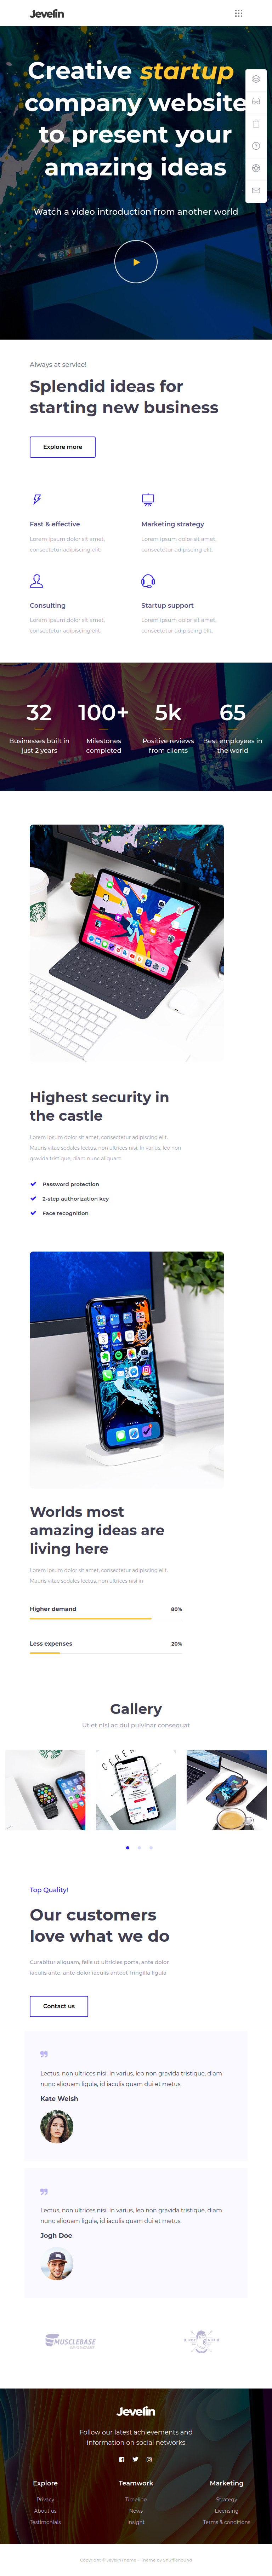 Jevelin
Creative startup
company website
to present your
amazing ideas
Watch a video introduction from another world
Always at service!
Splendid ideas for
starting new business
Explore more
Fast & effective
Lorem ipsum dolor sit amet,
consectetur adipiscing elit.
Marketing strategy
Lorem ipsum dolor sit amet,
consectetur adipiscing elit.
Consulting
Lorem ipsum dolor sit amet,
consectetur adipiscing elit.
Startup support
Lorem ipsum dolor sit amet,
consectetur adipiscing elit.
32
Businesses built in
just 2 years
100+
Milestones
completed
5k
Positive reviews
from clients
65
Best employees in
the world
Highest security in
the castle
Lorem ipsum dolor sit amet, consectetur adipiscing elit.
Mauris vitae sodales lectus, non ultrices nisi. In varius, leo non
gravida tristique, diam nunc aliquam
Password protection
2-step authorization key
Face recognition
Worlds most
amazing ideas are
living here
Lorem ipsum dolor sit amet, consectetur adipiscing elit.
Mauris vitae sodales lectus, non ultrices nisi in
Higher demand 80%
Less expenses 20%
Gallery
Ut et nisi ac dui pulvinar consequat
Top Quality!
Our customers
love what we do
Curabitur aliquam, felis ut ultricies porta, ante dolor
iaculis ante, ante dolor iaculis anteet fringilla ligula
Contact us
Lectus, non ultrices nisi. In varius, leo non gravida tristique, diam
nunc aliquam ligula, id iaculis quam dui et metus.
Kate Welsh
Lectus, non ultrices nisi. In varius, leo non gravida tristique, diam
nunc aliquam ligula, id iaculis quam dui et metus.
Jogh Doe
MUSCLEBASE
Jevelin
Follow our latest achievements and
information on social networks
Explore
Privacy
About us
Testimonials
Teamwork
Timeline
News
Insight
Marketing
Strategy
Licensing
Terms & conditions
Copyright © Jevelin Theme - Theme by Shufflehound